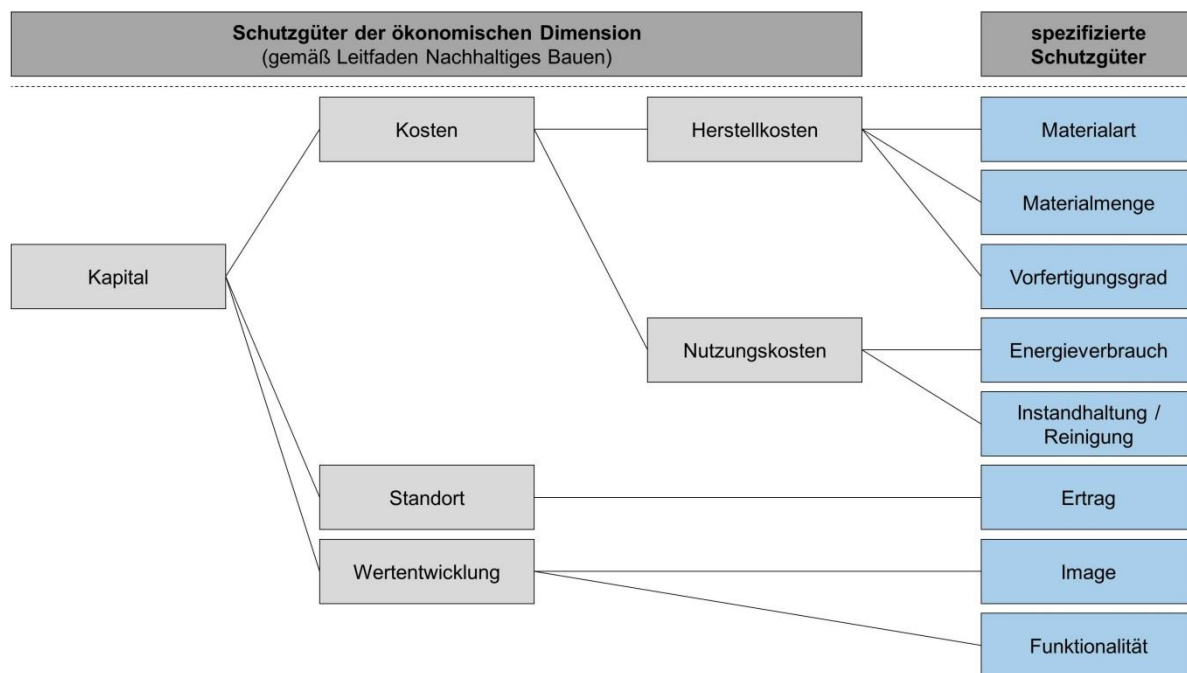 Schutzgüter der ökonomischen Dimension
(gemäß Leitfaden Nachhaltiges Bauen)
spezifizierte
Schutzgüter
Kosten
Herstellkosten
Materialart
Materialmenge
Kapital
Vorfertigungsgrad
Nutzungskosten
Energieverbrauch
Instandhaltung /
Reinigung
Standort
Ertrag
Wertentwicklung
Image
Funktionalität